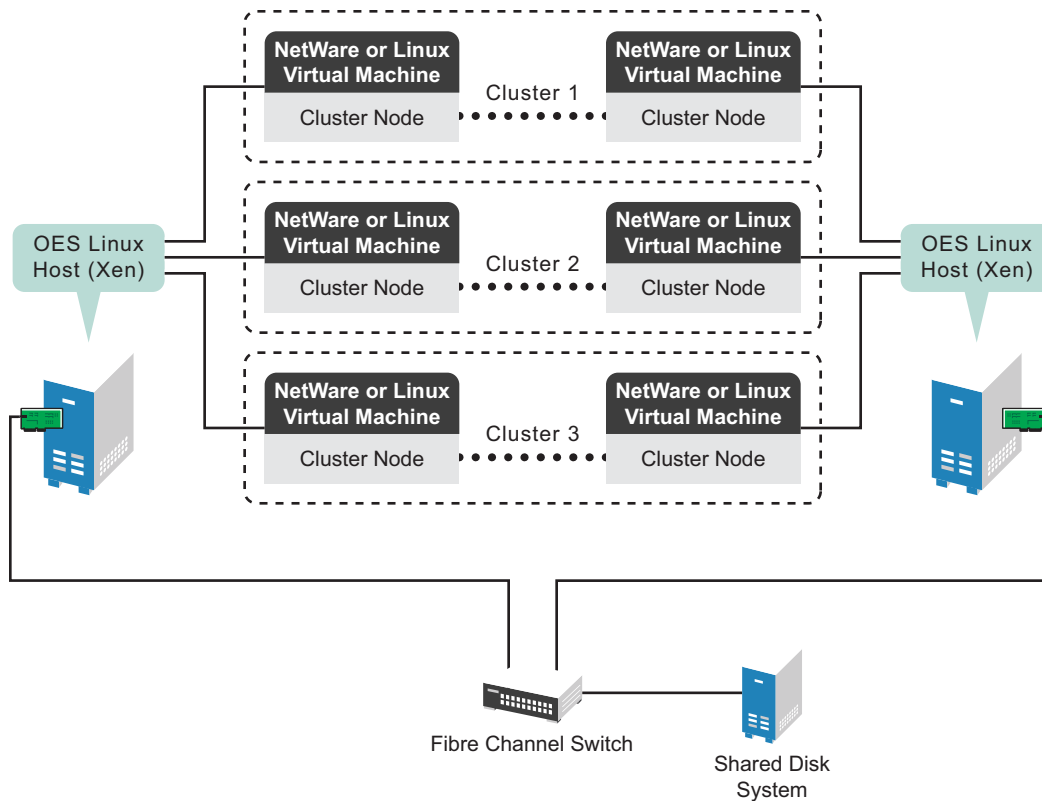 NetWare or Linux
Virtual Machine
Cluster Node
Cluster 1
NetWare or Linux
Virtual Machine
Cluster Node
OES Linux
Host (Xen)
NetWare or Linux
Virtual Machine
Cluster Node
Cluster 2
NetWare or Linux
Virtual Machine
Cluster Node
OES Linux
Host (Xen)
NetWare or Linux
Virtual Machine
Cluster Node
Cluster 3
NetWare or Linux
Virtual Machine
Cluster Node
Fibre Channel Switch
Shared Disk
System